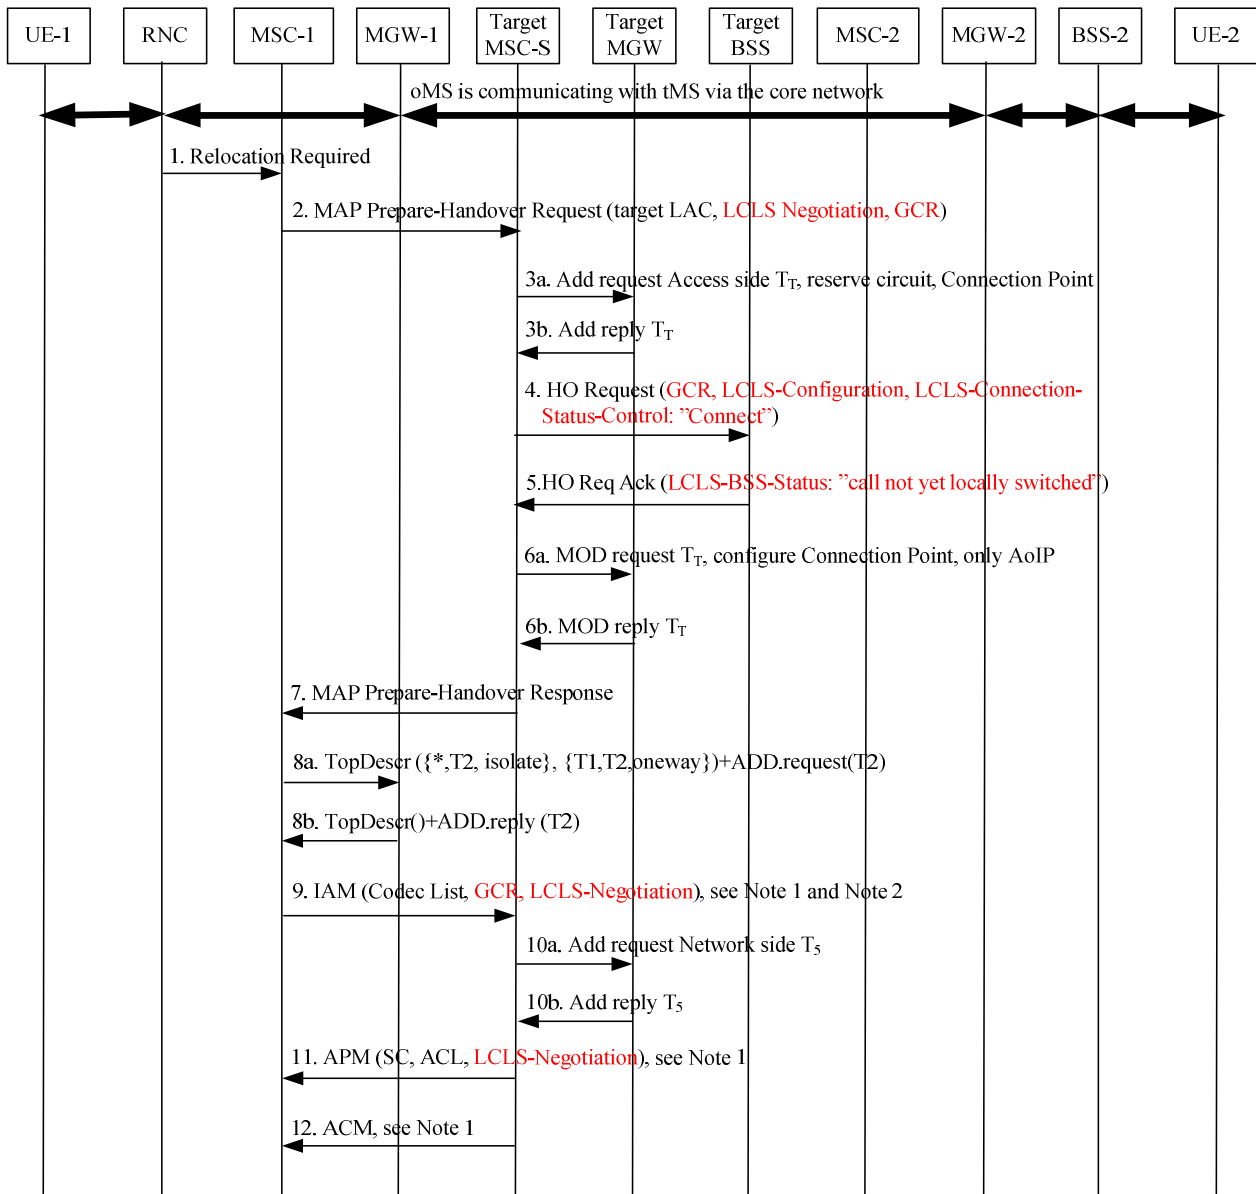 UE-1
RNC
MSC-1
MGW-1
Target
MSC-S
Target
MGW
Target
BSS
MSC-2
MGW-2
BSS-2
UE-2
oMS is communicating with tMS via the core network
1. Relocation Required
2. MAP Prepare-Handover Request (target LAC, LCLS Negotiation, GCR)
3a. Add request Access side TT, reserve circuit, Connection Point
3b. Add reply TT
4. HO Request (GCR, LCLS-Configuration, LCLS-Connection-
Status-Control: ”Connect”)
5.HO Req Ack (LCLS-BSS-Status: ”call not yet locally switched”)
6a. MOD request TT, configure Connection Point, only AoIP
6b. MOD reply TT
7. MAP Prepare-Handover Response
8a. TopDescr ({*,T2, isolate}, {T1,T2,oneway})+ADD.request(T2)
8b. TopDescr()+ADD.reply (T2)
9. IAM (Codec List, GCR, LCLS-Negotiation), see Note 1 and Note 2
10a. Add request Network side T5
10b. Add reply T5
11. APM (SC, ACL, LCLS-Negotiation), see Note 1
12. ACM, see Note 1